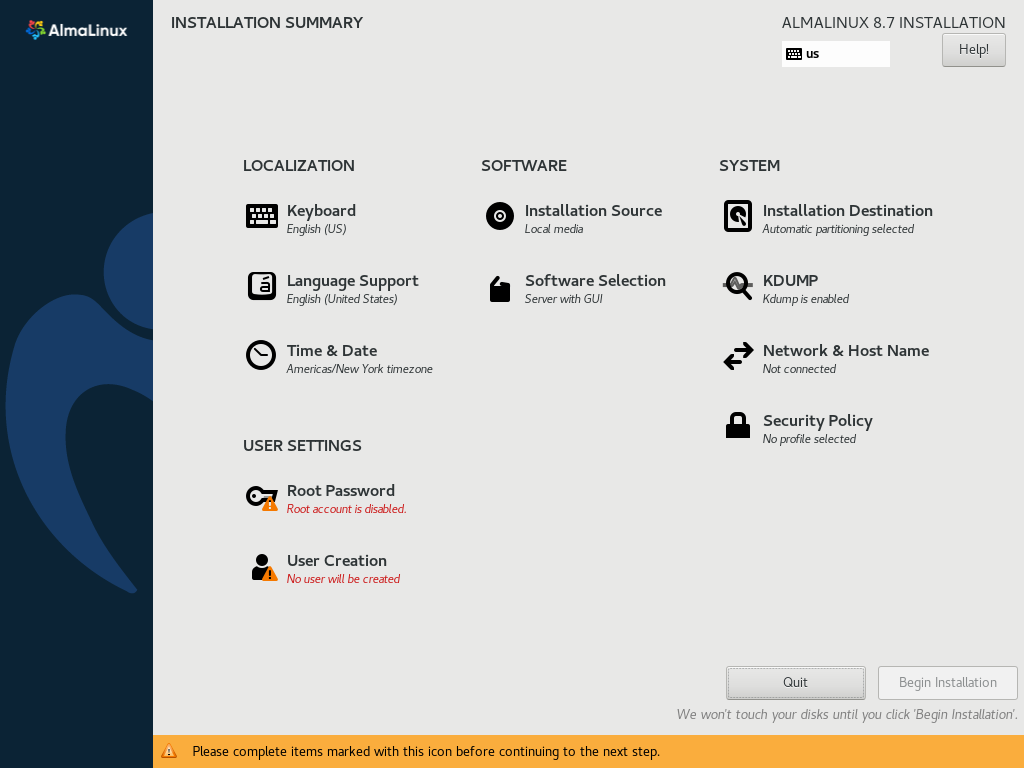 AlmaLinux
INSTALLATION SUMMARY
ALMALINUX 8.7 INSTALLATION
us
Help!
LOCALIZATION
Keyboard
English (US)
Language Support
English (United States)
Time & Date
Americas/New York timezone
USER SETTINGS
Root Password
Root account is disabled.
User Creation
No user will be created
SOFTWARE
Installation Source
Local media
Software Selection
Server with GUI
SYSTEM
Installation Destination
Automatic partitioning selected
KDUMP
Kdump is enabled
Network & Host Name
Not connected
Security Policy
No profile selected
Quit
Begin Installation
We won't touch your disks until you click 'Begin Installation'.
Please complete items marked with this icon before continuing to the next step.